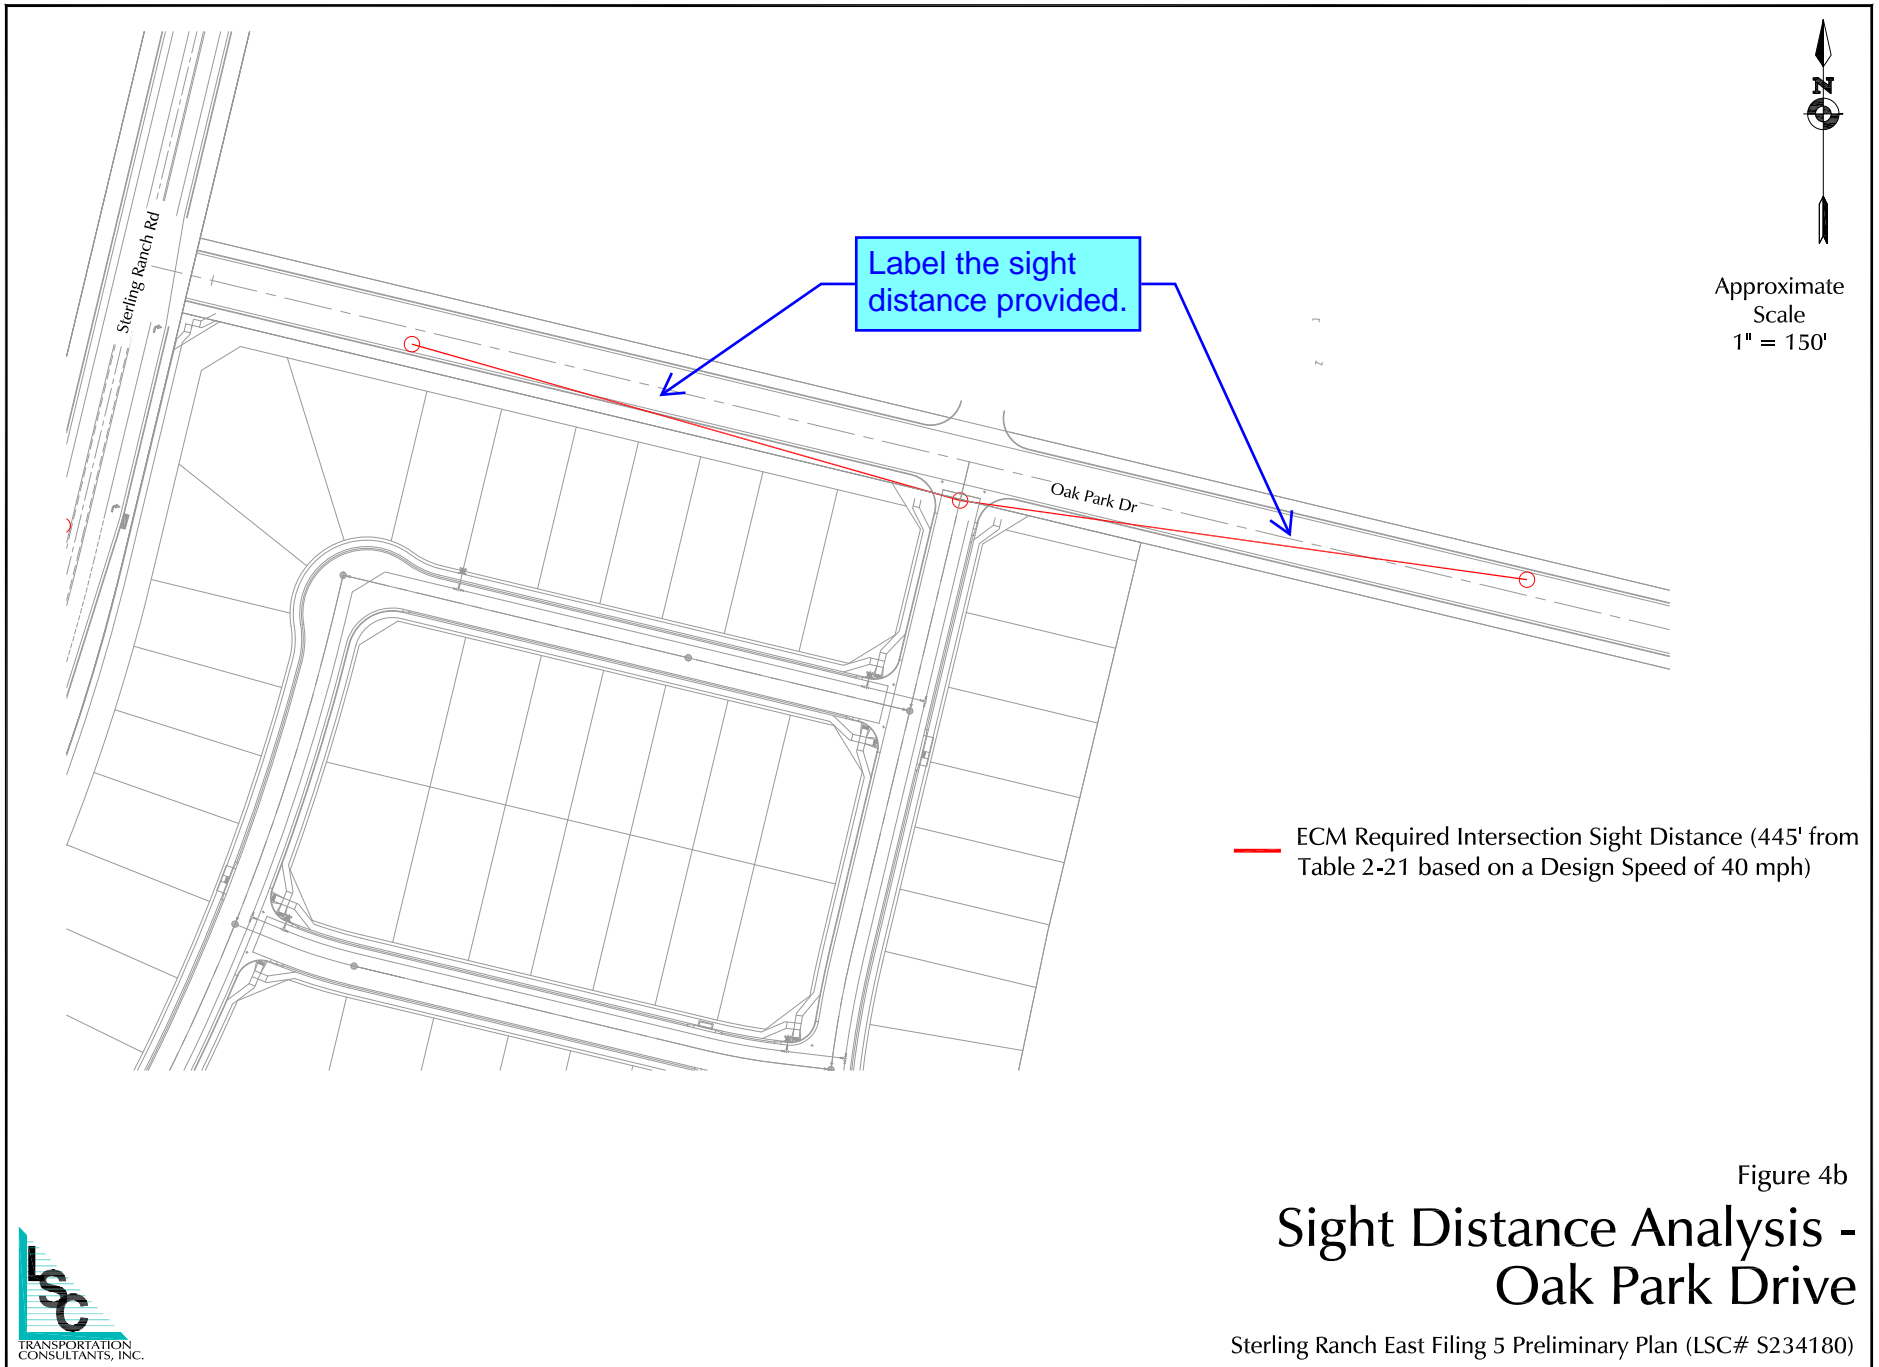 N
Approximate
Scale
1" = 150'
Sterling Ranch Rd
Label the sight
distance provided.
Oak Park Dr
ECM Required Intersection Sight Distance (445' from
Table 2-21 based on a Design Speed of 40 mph)
Figure 4b
Sight Distance Analysis -
Oak Park Drive
Sterling Ranch East Filing 5 Preliminary Plan (LSC# S234180)
LSC
TRANSPORTATION
CONSULTANTS, INC.